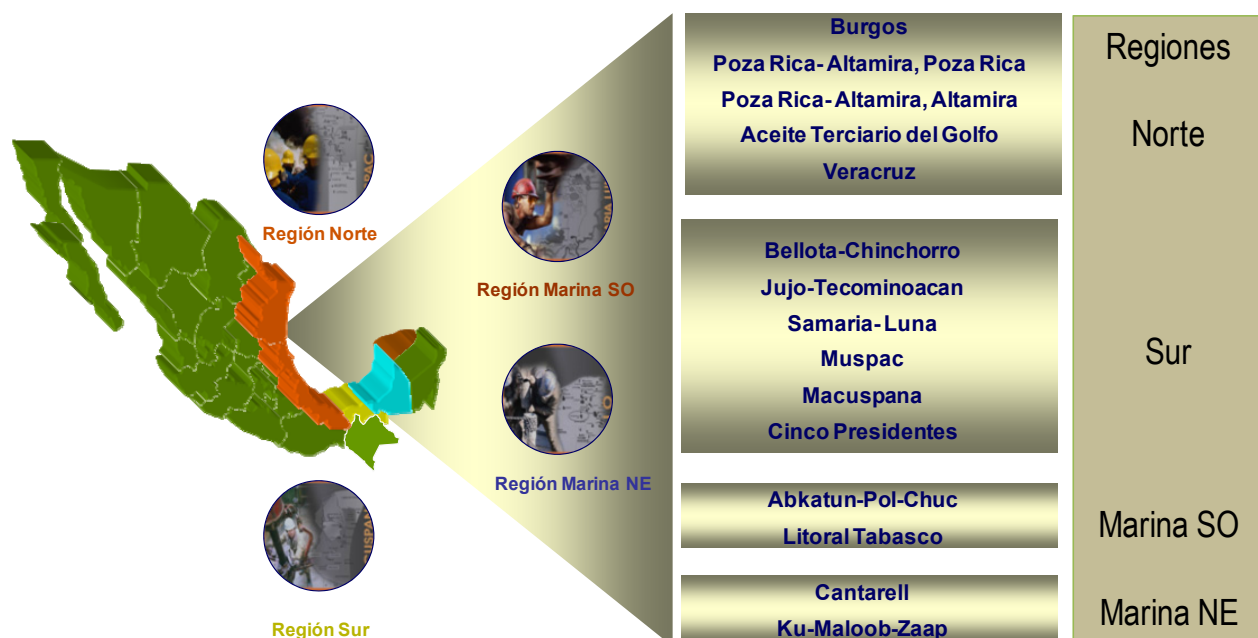 Región Norte
Región Marina SO
Región Marina NE
Región Sur
Burgos
Poza Rica- Altamira, Poza Rica
Poza Rica- Altamira, Altamira
Aceite Terciario del Golfo
Veracruz
Bellota-Chinchorro
Jujo-Tecominoacan
Samaria- Luna
Muspac
Macuspana
Cinco Presidentes
Abkatun-Pol-Chuc
Litoral Tabasco
Cantarell
Ku-Maloob-Zaap
Regiones
Norte
Sur
Marina SO
Marina NE